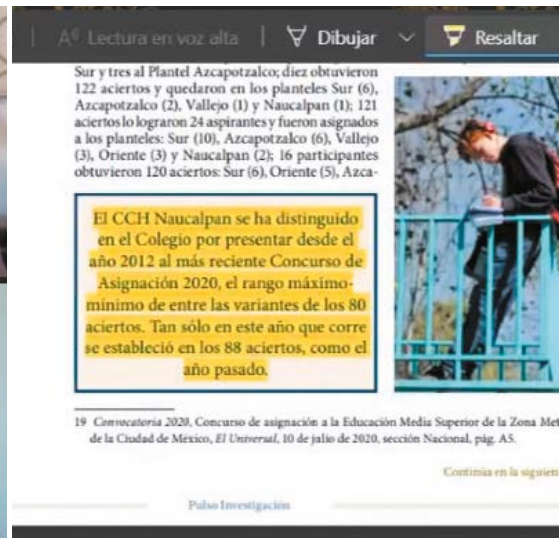 Lectura en voz alta
Dibujar
Resaltar
Sur y tres al Plantel Azcapotzalco; diez obtuvieron
122 aciertos y quedaron en los planteles Sur (6),
Azcapotzalco (2), Vallejo (1) y Naucalpan (1); 121
aciertos lo lograron 24 aspirantes y fueron asignados
a los planteles: Sur (10), Azcapotzalco (6), Vallejo
(3), Oriente (3) y Naucalpan (2); 16 participantes
obtuvieron 120 aciertos: Sur (6), Oriente (5), Azca-
El CCH Naucalpan se ha distinguido
en el Colegio por presentar desde el
año 2012 al más reciente Concurso de
Asignación 2020, el rango máximo-
mínimo de entre las variantes de los 80
aciertos. Tan sólo en este año que corre
se estableció en los 88 aciertos, como el
año pasado.
19 Convocatoria 2020, Concurso de asignación a la Educación Media Superior de la Zona Met
de la Ciudad de México, El Universal, 10 de julio de 2020, sección Nacional, pág. A5.
Continúa en la siguien
Pulso Investigación